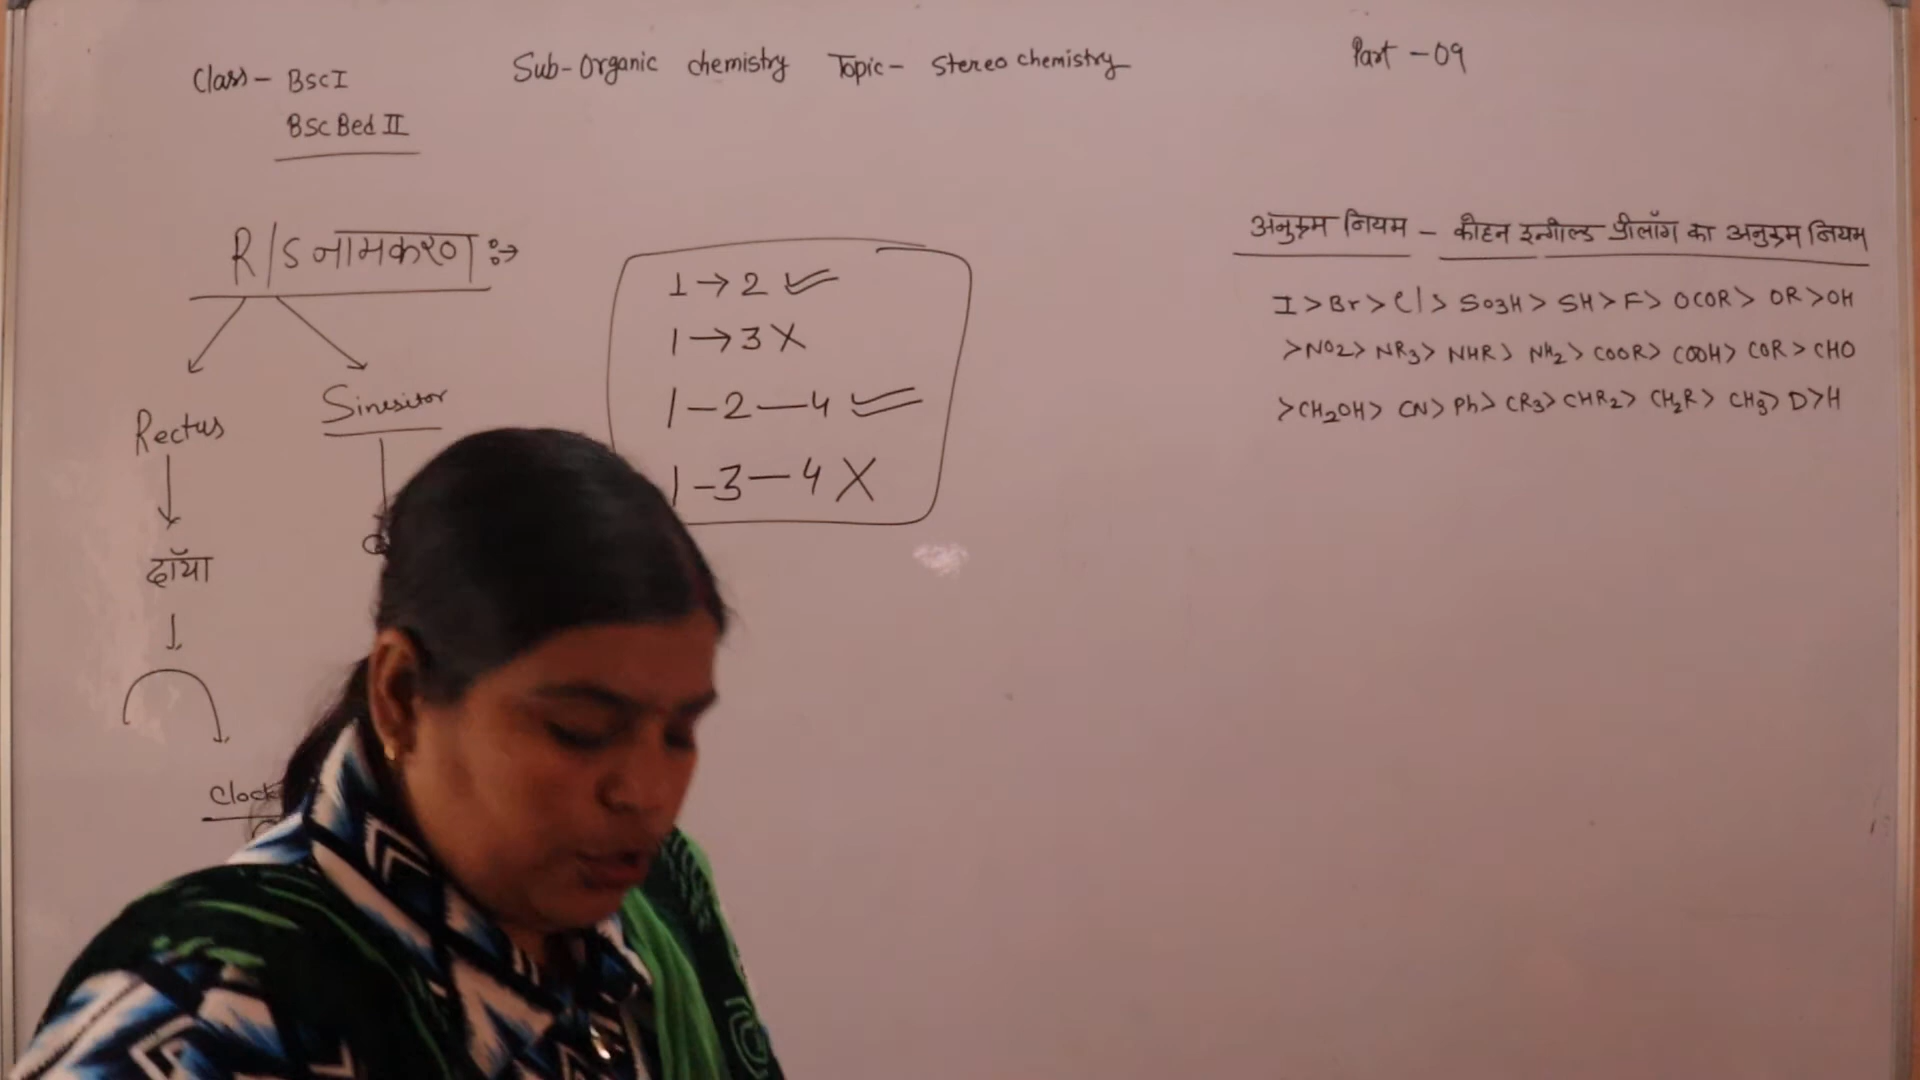 Class - BSc I
BSc Bed II
Sub-Organic chemistry Topic - Stereo chemistry
Part - 09
R/S नामकरण :→
Rectus
Sinisitor
दाँया
↓
Clock
1 → 2 ✓
1 → 3 X
1 - 2 - 4 ✓
1 - 3 - 4 X
अनुक्रम नियम - कौहन इन्गोल्ड प्रीलॉग का अनुक्रम नियम
I > Br > Cl > SO3H > SH > F > OCOR > OR > OH
> NO2 > NR3 > NHR > NH2 > COOR > COOH > COR > CHO
> CH2OH > CN > Ph > CR3 > CHR2 > CH2R > CH3 > D > H